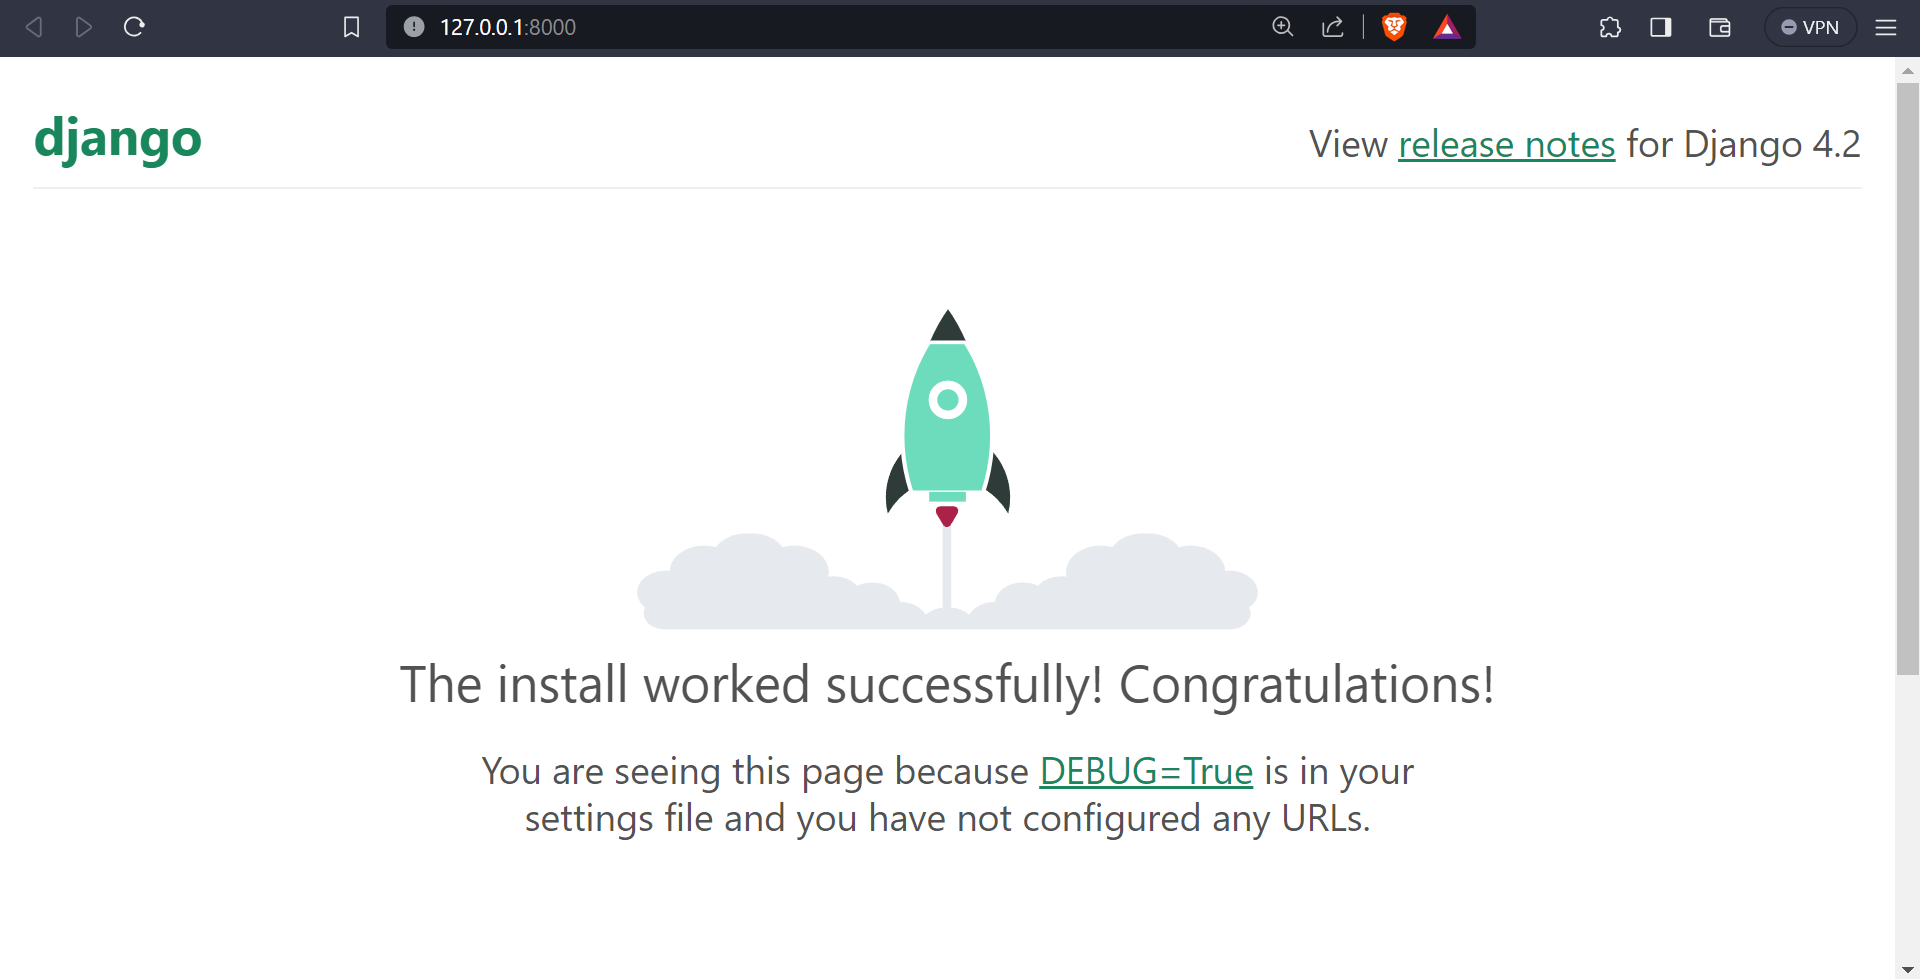 127.0.0.1:8000
VPN
django
View release notes for Django 4.2
The install worked successfully! Congratulations!
You are seeing this page because DEBUG=True is in your
settings file and you have not configured any URLs.